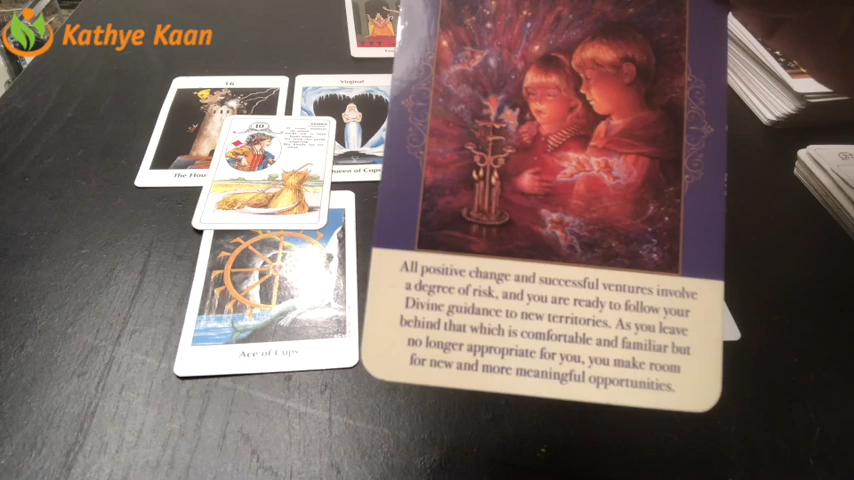 Kathye Kaan
16
Virginal
The Hou
ueen of Cups
10
Ace of Cups
All positive change and successful ventures involve
a degree of risk, and you are ready to follow your
Divine guidance to new territories. As you leave
behind that which is comfortable and familiar but
no longer appropriate for you, you make room
for new and more meaningful opportunities.